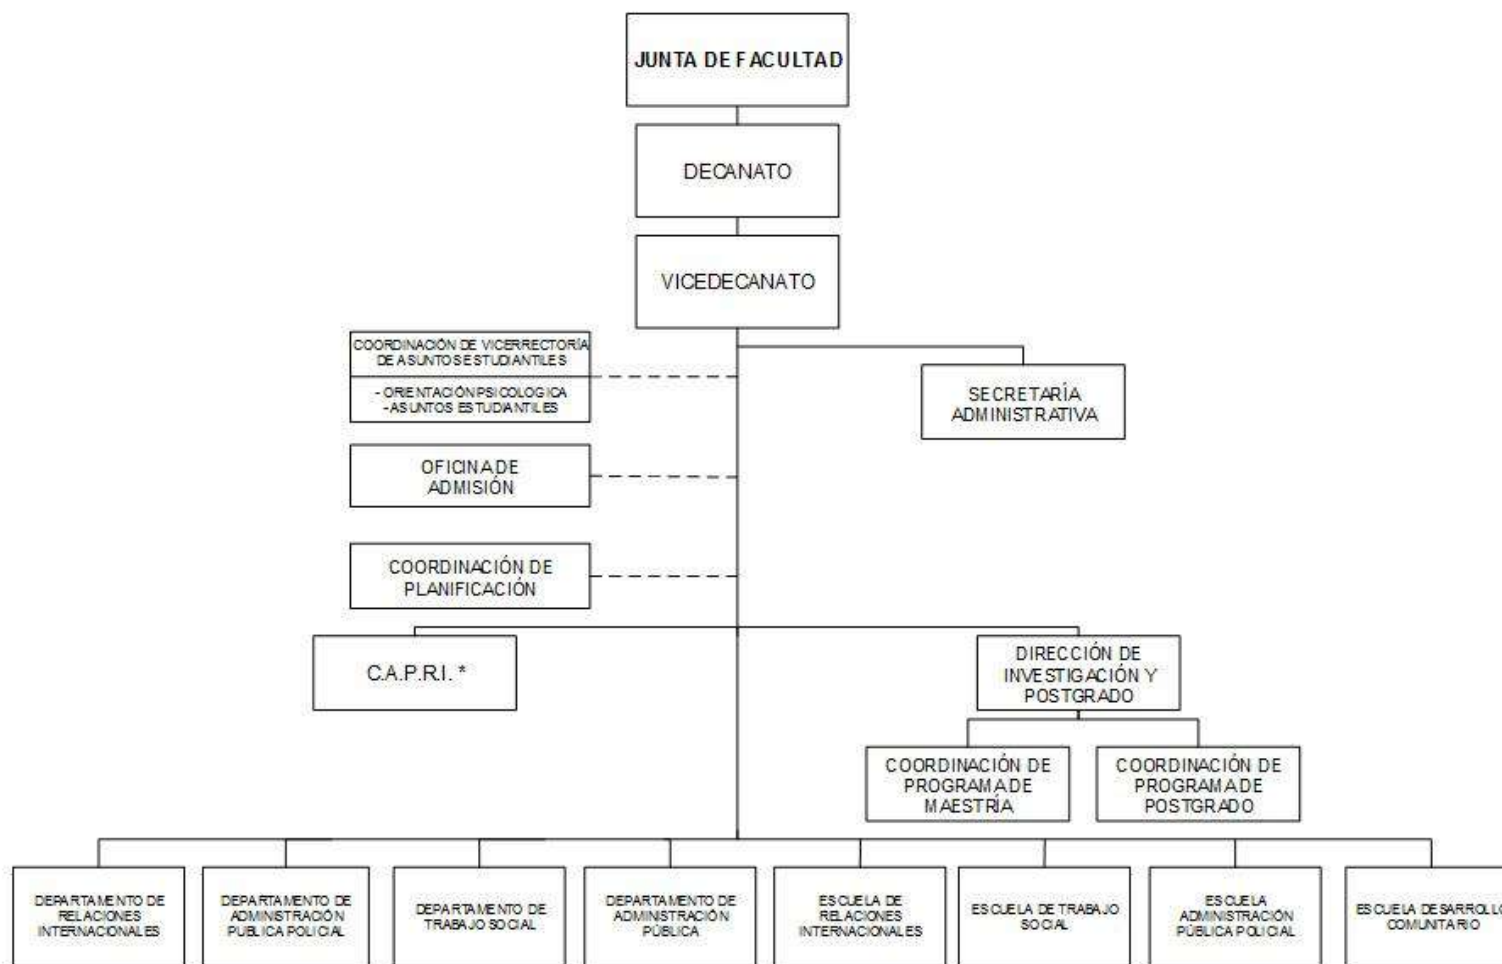 JUNTA DE FACULTAD
DECANATO
VICEDECANATO
COORDINACIÓN DE VICERRECTORÍA
DE ASUNTOS ESTUDIANTILES
- ORIENTACIÓN PSICOLOGICA
- ASUNTOS ESTUDIANTILES
SECRETARÍA
ADMINISTRATIVA
OFICINA DE
ADMISIÓN
COORDINACIÓN DE
PLANIFICACIÓN
C.A.P.R.I. *
DIRECCIÓN DE
INVESTIGACIÓN Y
POSTGRADO
COORDINACIÓN DE
PROGRAMA DE
MAESTRÍA
COORDINACIÓN DE
PROGRAMA DE
POSTGRADO
DEPARTAMENTO DE
RELACIONES
INTERNACIONALES
DEPARTAMENTO DE
ADMINISTRACIÓN
PUBLICA POLICIAL
DEPARTAMENTO DE
TRABAJO SOCIAL
DEPARTAMENTO DE
ADMINISTRACIÓN
PÚBLICA
ESCUELA DE
RELACIONES
INTERNACIONALES
ESCUELA DE TRABAJO
SOCIAL
ESCUELA
ADMINISTRACIÓN
PÚBLICA POLICIAL
ESCUELA DESARROLLO
COMUNITARIO